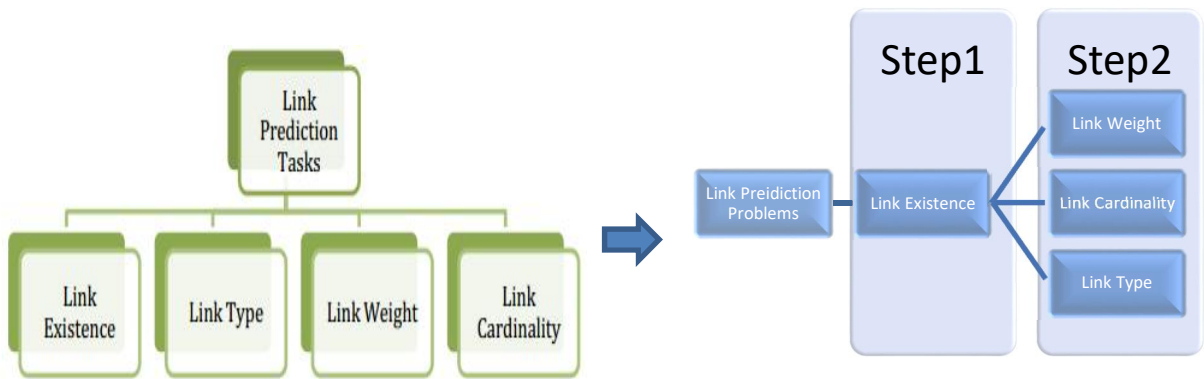 Link
Prediction
Tasks
Link
Existence
Link Type
Link Weight
Link
Cardinality
Step1
Step2
Link Preidiction
Problems
Link Existence
Link Weight
Link Cardinality
Link Type